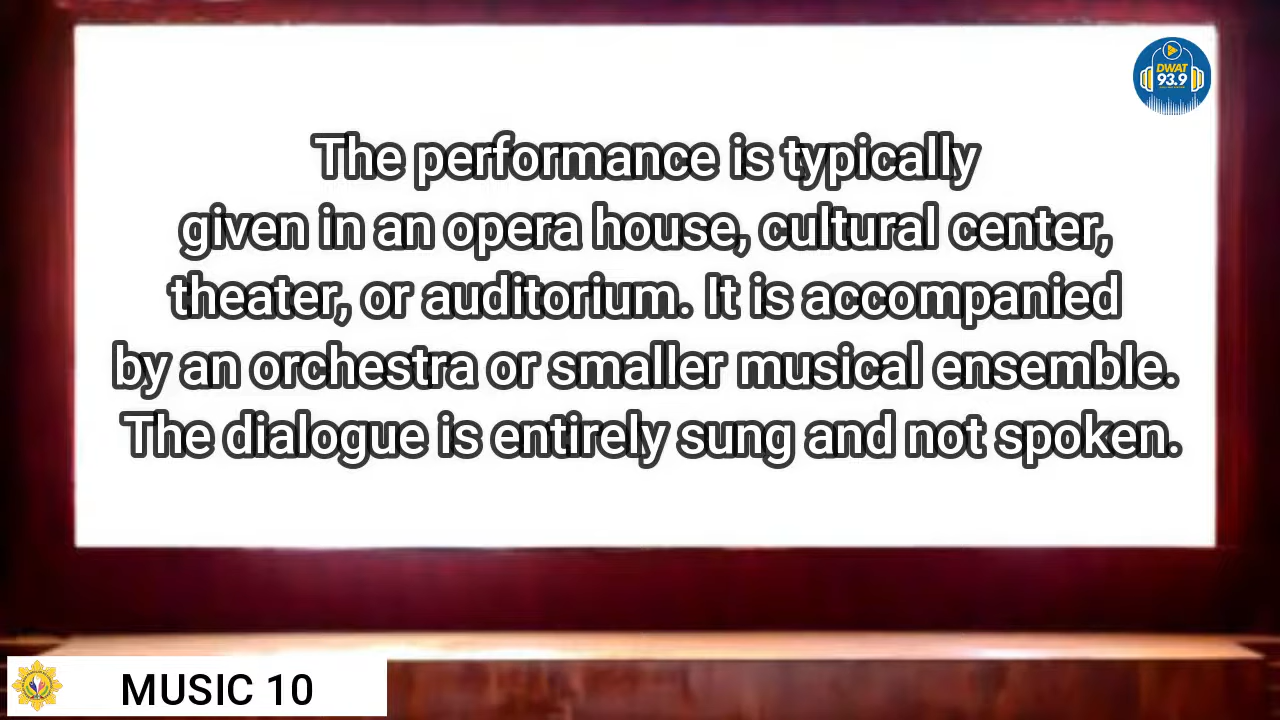 DWAT
93.9
The performance is typically
given in an opera house, cultural center,
theater, or auditorium. It is accompanied
by an orchestra or smaller musical ensemble.
The dialogue is entirely sung and not spoken.
MUSIC 10